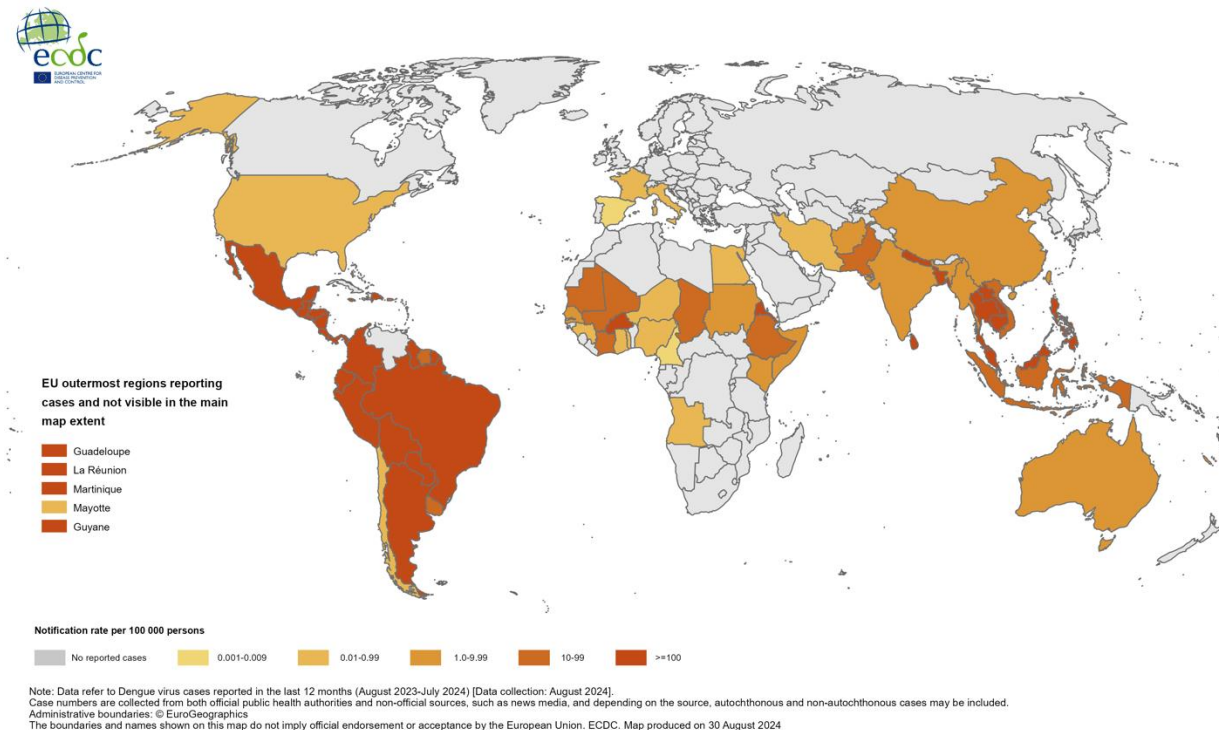 ecdc
EUROPEAN CENTRE FOR
DISEASE PREVENTION
AND CONTROL
EU outermost regions reporting
cases and not visible in the main
map extent
Guadeloupe
La Réunion
Martinique
Mayotte
Guyane
Notification rate per 100 000 persons
No reported cases
0.001-0.009
0.01-0.99
1.0-9.99
10-99
>=100
Note: Data refer to Dengue virus cases reported in the last 12 months (August 2023-July 2024) [Data collection: August 2024].
Case numbers are collected from both official public health authorities and non-official sources, such as news media, and depending on the source, autochthonous and non-autochthonous cases may be included.
Administrative boundaries: © EuroGeographics
The boundaries and names shown on this map do not imply official endorsement or acceptance by the European Union. ECDC. Map produced on 30 August 2024